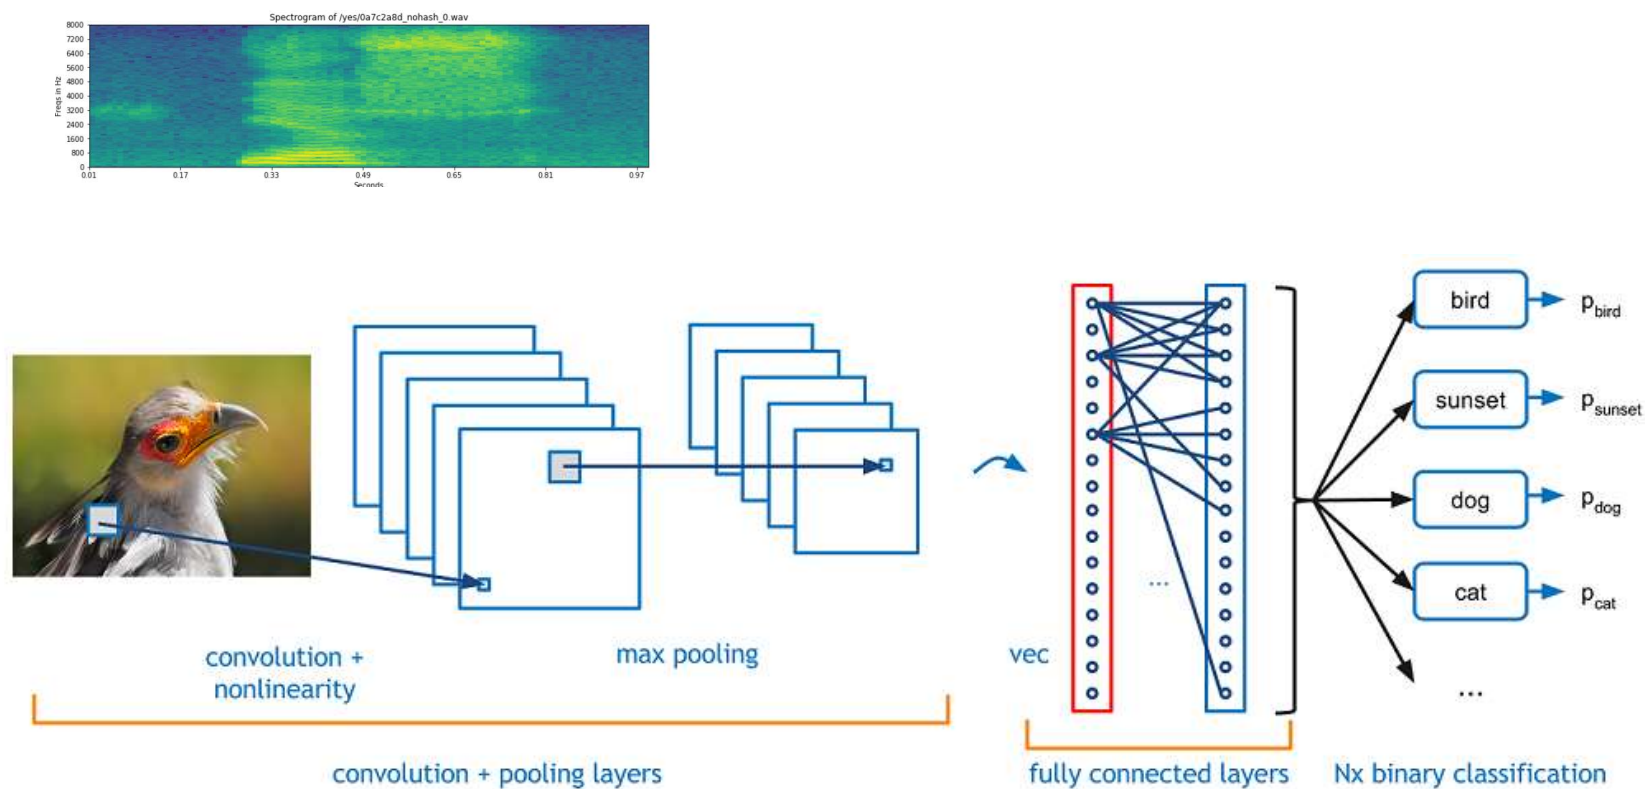 Spectrogram of /yes/0a7c2a8d_nohash_0.wav
8000
7200
6400
5600
4800
4000
3200
2400
1600
800
0
Freqs in Hz
0.01 0.17 0.33 0.49 0.65 0.81 0.97
Seconds
bird
p_bird
sunset
p_sunset
dog
p_dog
cat
p_cat
...
...
convolution +
nonlinearity
max pooling
vec
convolution + pooling layers
fully connected layers
Nx binary classification